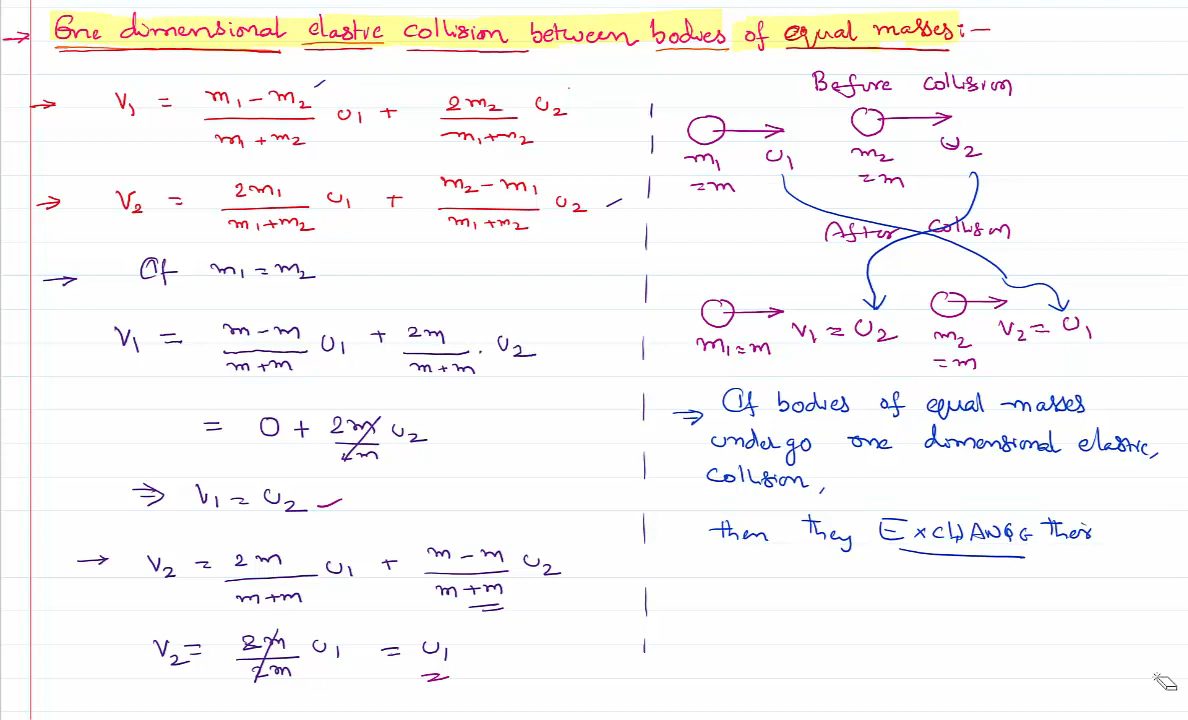 → One dimensional elastic collision between bodies of equal masses :-
→ V₁ = (m₁ - m₂)/(m₁ + m₂) U₁ + 2m₂/(m₁+m₂) U₂
→ V₂ = 2m₁/(m₁+m₂) U₁ + (m₂ - m₁)/(m₁+m₂) U₂
→ If m₁ = m₂
V₁ = (m - m)/(m + m) U₁ + 2m/(m+m) . U₂
= 0 + 2m/2m U₂
⇒ V₁ = U₂
→ V₂ = 2m/(m+m) U₁ + (m - m)/(m+m) U₂
V₂ = 2m/2m U₁ = U₁
Before collision
m₁ U₁ m₂ U₂
=m =m
After collision
m₁=m V₁ = U₂ m₂ V₂ = U₁
=m
⇒ If bodies of equal masses
undergo one dimensional elastic,
collision,
then they EXCHANGE their